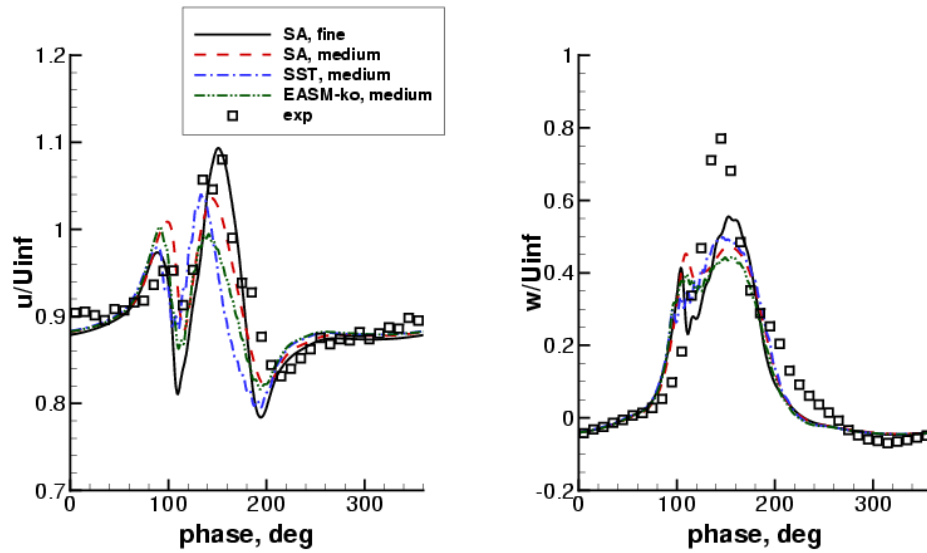 SA, fine
SA, medium
SST, medium
EASM-ko, medium
exp
1.2
1.1
1
0.9
0.8
0.7
u/Uinf
0
100
200
300
phase, deg
1
0.8
0.6
0.4
0.2
0
-0.2
w/Uinf
0
100
200
300
phase, deg